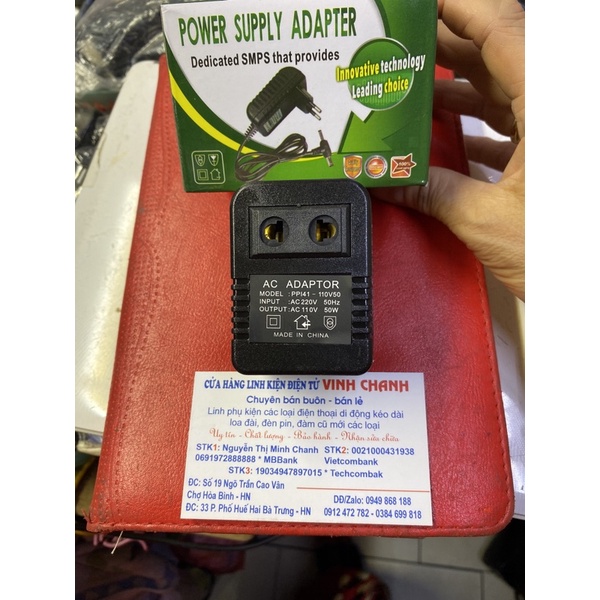 POWER SUPPLY ADAPTER
Dedicated SMPS that provides
Innovative technology
Leading choice
AC ADAPTOR
MODEL :PPI41 - 110V50
INPUT :AC220V 50Hz
OUTPUT:AC110V 50W
MADE IN CHINA
CỬA HÀNG LINH KIỆN ĐIỆN TỬ VINH CHANH
Chuyên bán buôn - bán lẻ
Linh phụ kiện các loại điện thoại di động kéo dài
loa đài, đèn pin, đàm cũ mới các loại
Uy tín - Chất lượng - Bảo hành - Nhận sửa chữa
STK1: Nguyễn Thị Minh Chanh STK2: 0021000431938
0691972888888 * MBBank Vietcombank
STK3: 19034947897015 * Techcombak
ĐC: Số 19 Ngõ Trần Cao Vân
Chợ Hòa Bình - HN
DĐ/Zalo: 0949 868 188
ĐC: 33 P. Phố Huế Hai Bà Trưng - HN
0912 472 782 - 0384 699 818